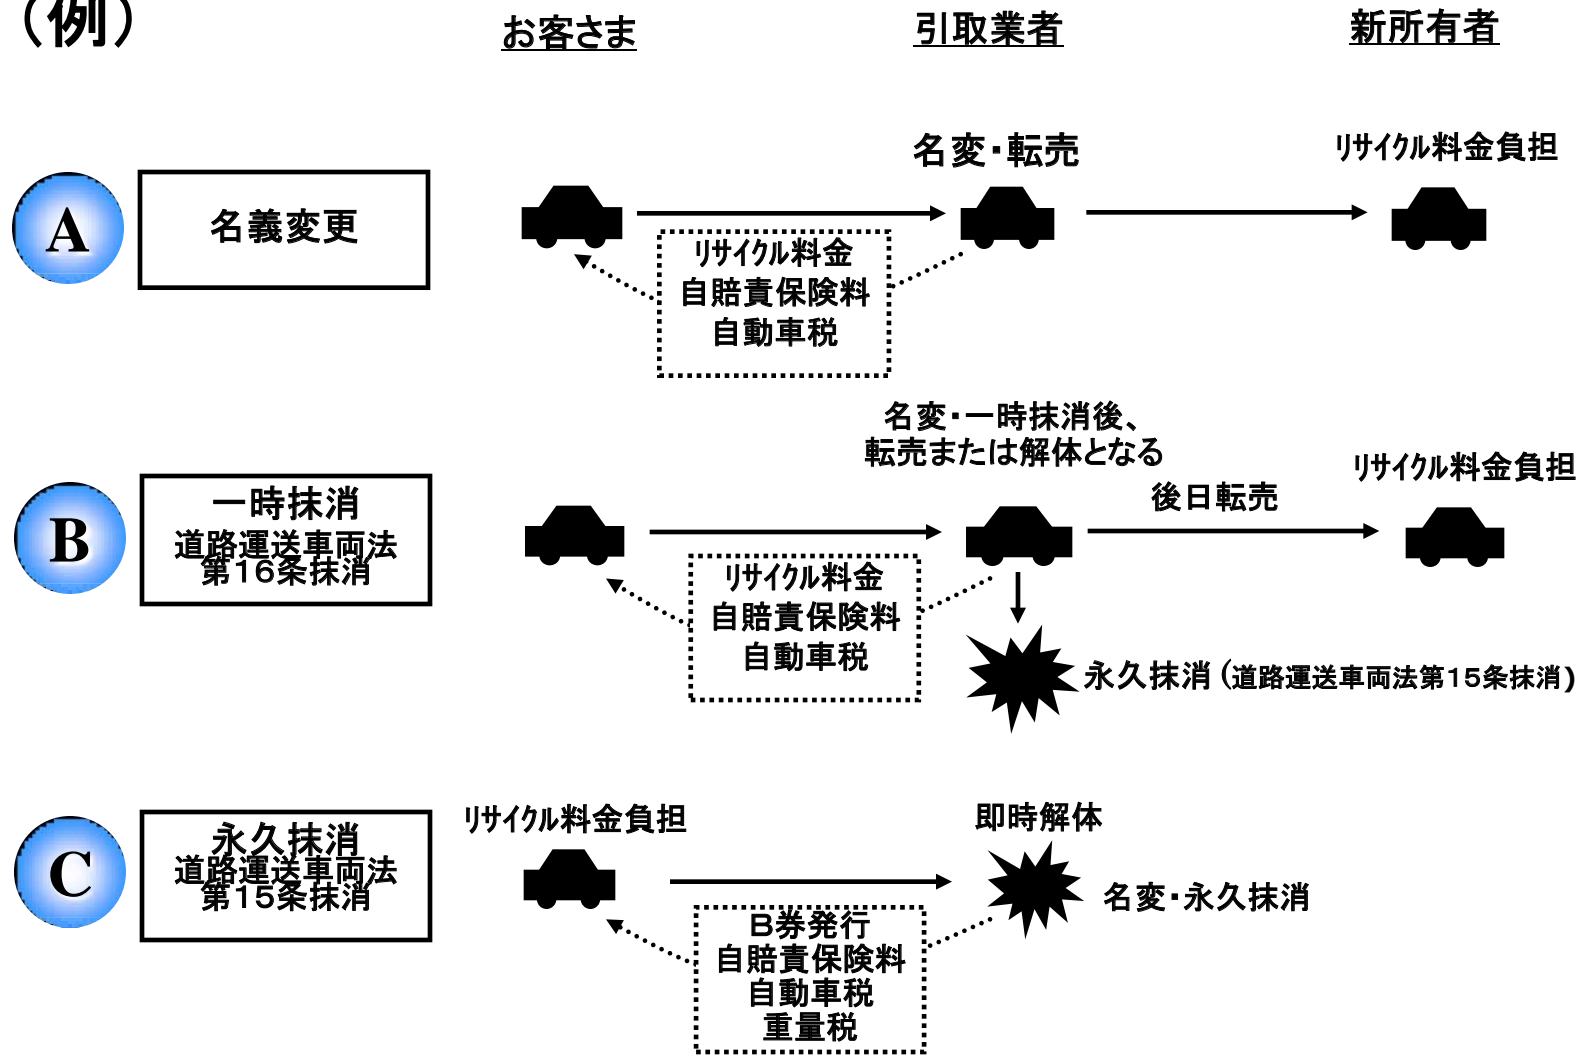 （例）
お客さま
引取業者
新所有者
A
名義変更
名変・転売
ﾘｻｲｸﾙ料金負担
ﾘｻｲｸﾙ料金
自賠責保険料
自動車税
B
一時抹消
道路運送車両法
第１６条抹消
名変・一時抹消後、
転売または解体となる
後日転売
ﾘｻｲｸﾙ料金負担
ﾘｻｲｸﾙ料金
自賠責保険料
自動車税
永久抹消（道路運送車両法第１５条抹消）
C
永久抹消
道路運送車両法
第１５条抹消
ﾘｻｲｸﾙ料金負担
即時解体
名変・永久抹消
Ｂ券発行
自賠責保険料
自動車税
重量税